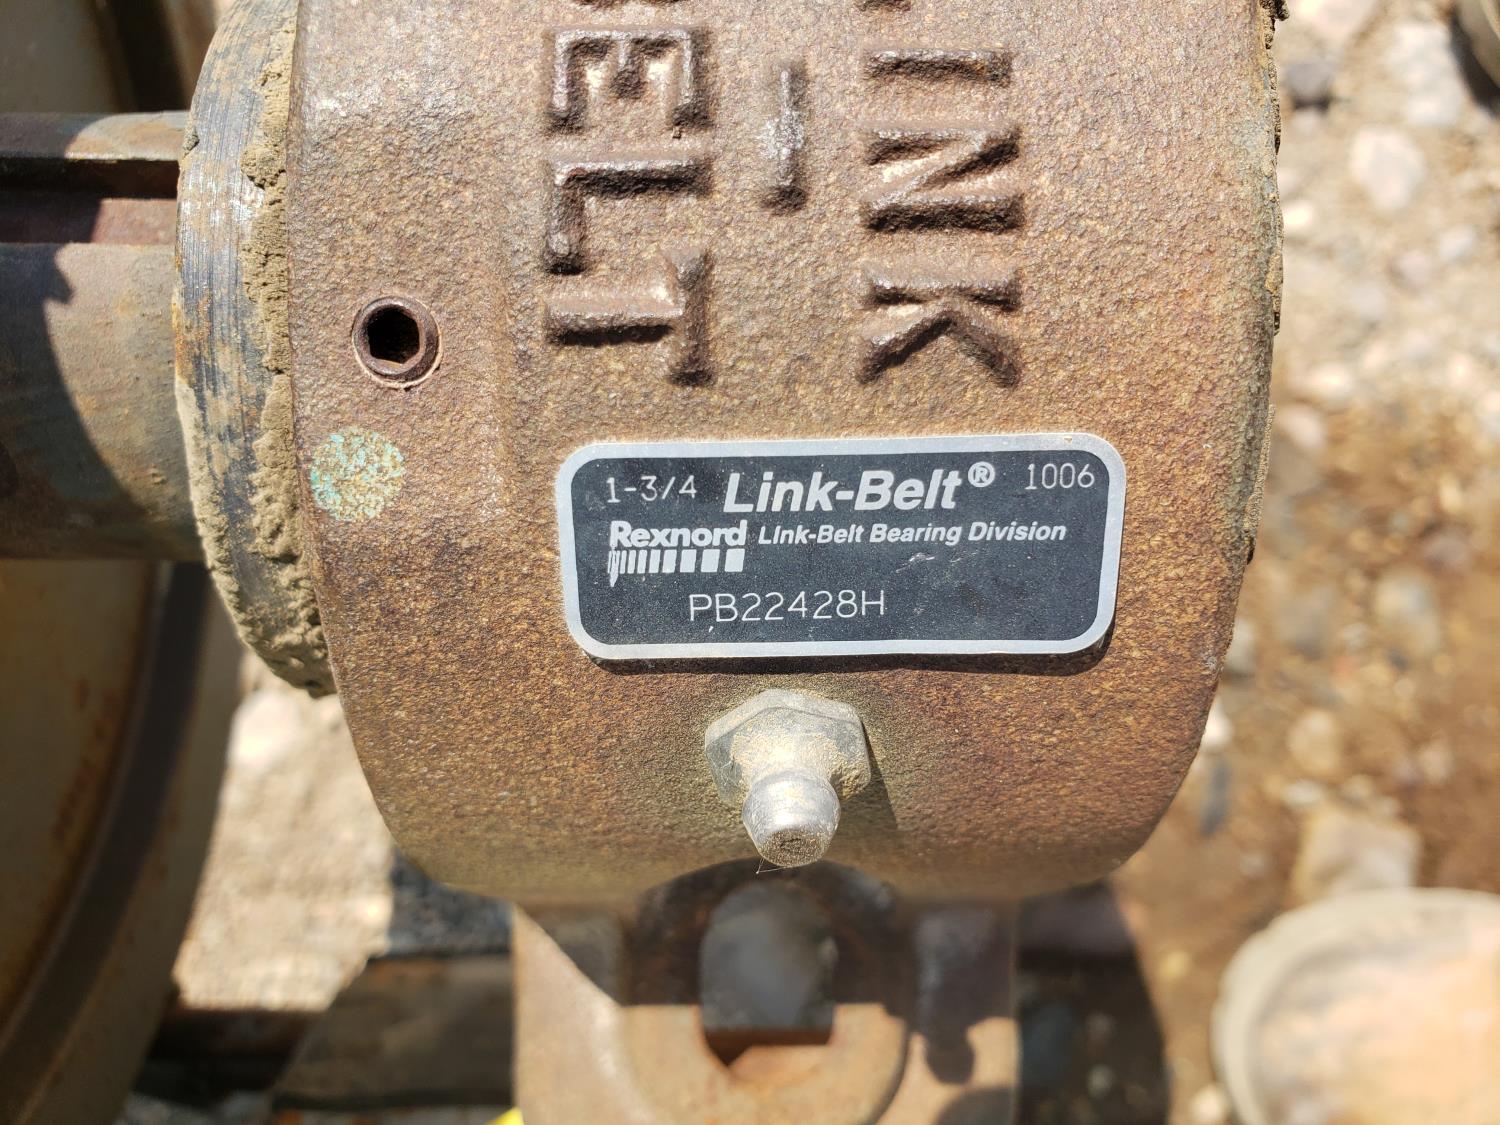 LINK-
BELT
1-3/4 Link-Belt® 1006
Rexnord Link-Belt Bearing Division
PB22428H